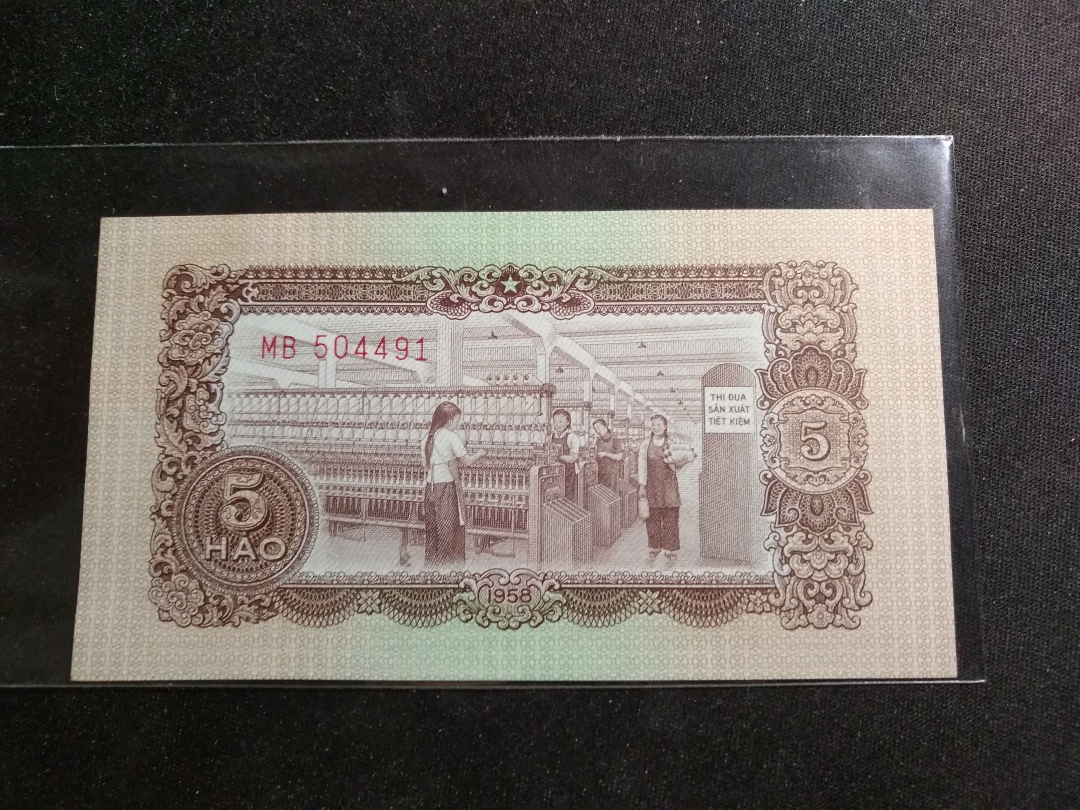 MB 504491
THI ĐUA
SẢN XUẤT
TIẾT KIỆM
5
5
HAO
1958